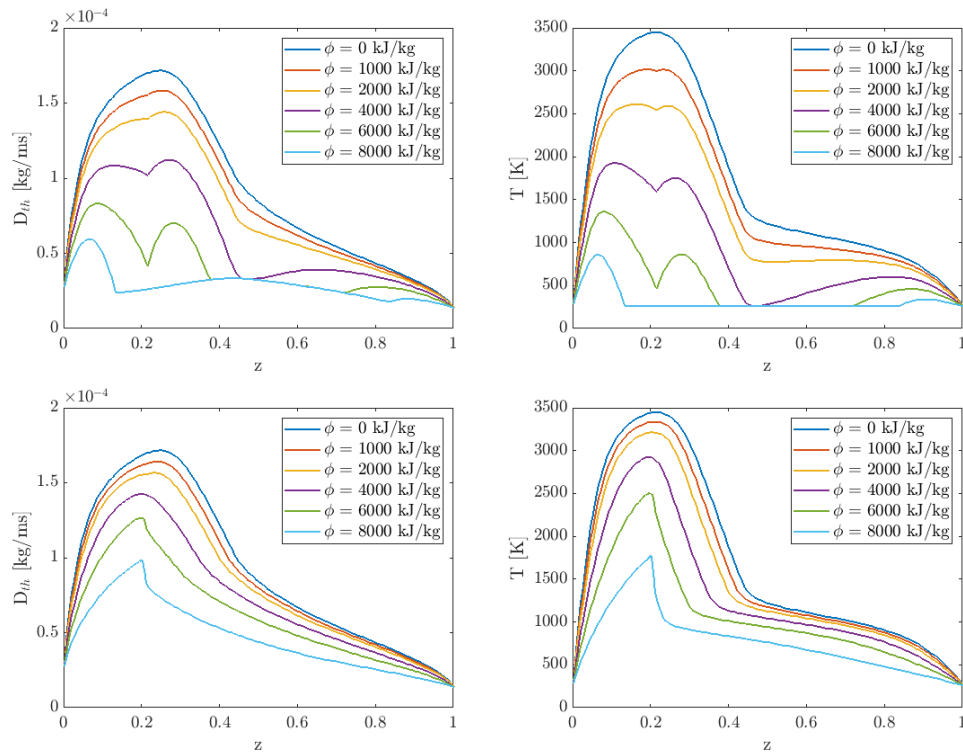 ×10⁻⁴
2
1.5
1
0.5
0
0
0.2
0.4
0.6
0.8
1
z
D_th [kg/ms]
ϕ = 0 kJ/kg
ϕ = 1000 kJ/kg
ϕ = 2000 kJ/kg
ϕ = 4000 kJ/kg
ϕ = 6000 kJ/kg
ϕ = 8000 kJ/kg
3500
3000
2500
2000
1500
1000
500
0
0
0.2
0.4
0.6
0.8
1
z
T [K]
ϕ = 0 kJ/kg
ϕ = 1000 kJ/kg
ϕ = 2000 kJ/kg
ϕ = 4000 kJ/kg
ϕ = 6000 kJ/kg
ϕ = 8000 kJ/kg
×10⁻⁴
2
1.5
1
0.5
0
0
0.2
0.4
0.6
0.8
1
z
D_th [kg/ms]
ϕ = 0 kJ/kg
ϕ = 1000 kJ/kg
ϕ = 2000 kJ/kg
ϕ = 4000 kJ/kg
ϕ = 6000 kJ/kg
ϕ = 8000 kJ/kg
3500
3000
2500
2000
1500
1000
500
0
0
0.2
0.4
0.6
0.8
1
z
T [K]
ϕ = 0 kJ/kg
ϕ = 1000 kJ/kg
ϕ = 2000 kJ/kg
ϕ = 4000 kJ/kg
ϕ = 6000 kJ/kg
ϕ = 8000 kJ/kg